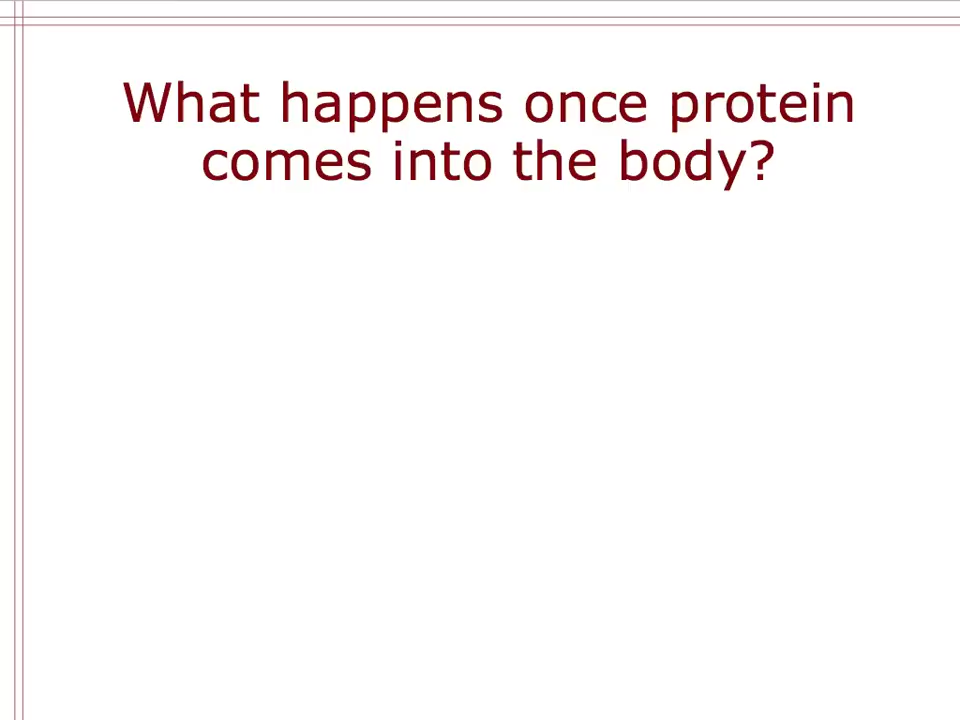 What happens once protein
comes into the body?